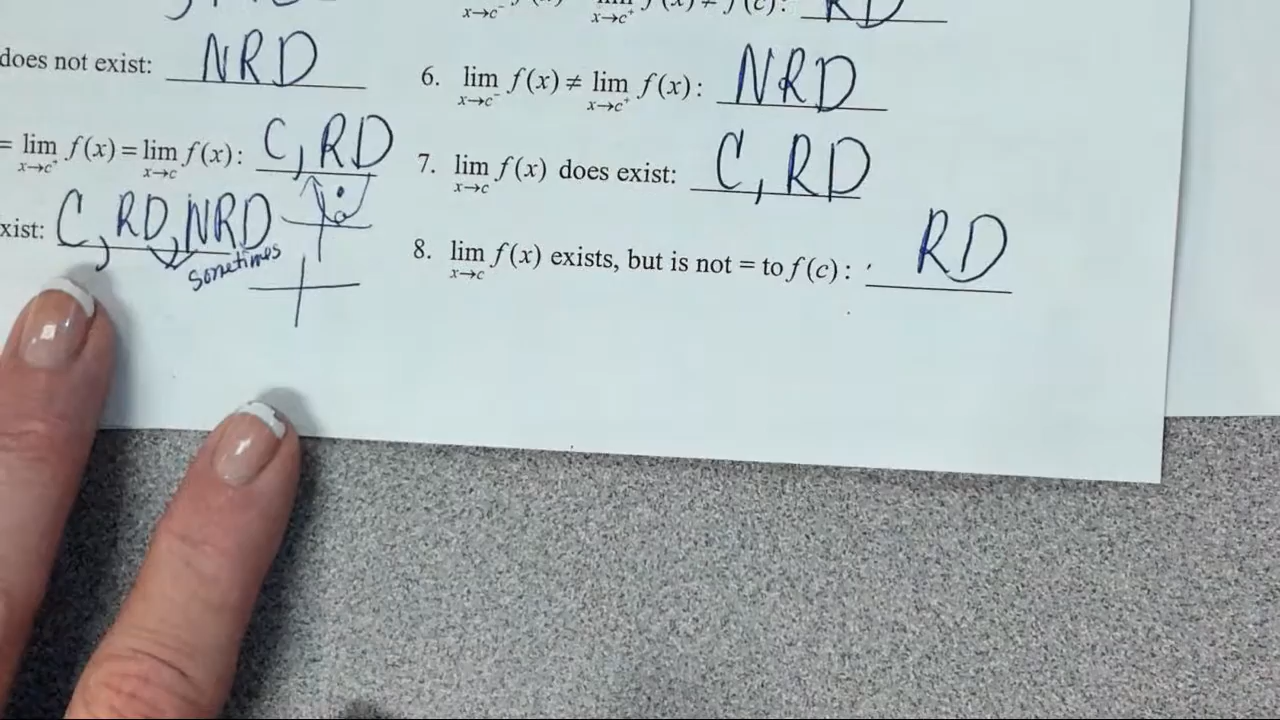 does not exist: NRD
= lim f(x) = lim f(x): C, RD
x→c⁺ x→c
xist: C, RD, NRD
sometimes
x→c⁻ x→c⁺ f(x) ≠ f(c): RD
6. lim f(x) ≠ lim f(x): NRD
x→c⁻ x→c⁺
7. lim f(x) does exist: C, RD
x→c
8. lim f(x) exists, but is not = to f(c): RD
x→c